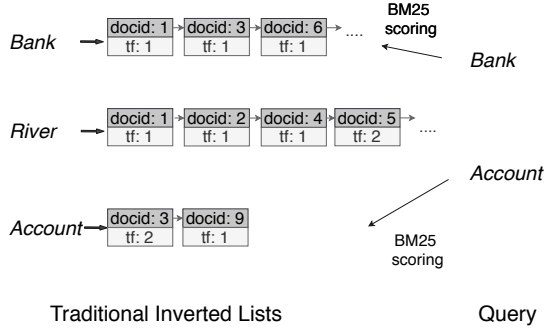 BM25
scoring
Bank
docid: 1 docid: 3 docid: 6 ....
tf: 1 tf: 1 tf: 1
Bank
River
docid: 1 docid: 2 docid: 4 docid: 5 ....
tf: 1 tf: 1 tf: 1 tf: 2
Account
Account
docid: 3 docid: 9
tf: 2 tf: 1
BM25
scoring
Traditional Inverted Lists
Query